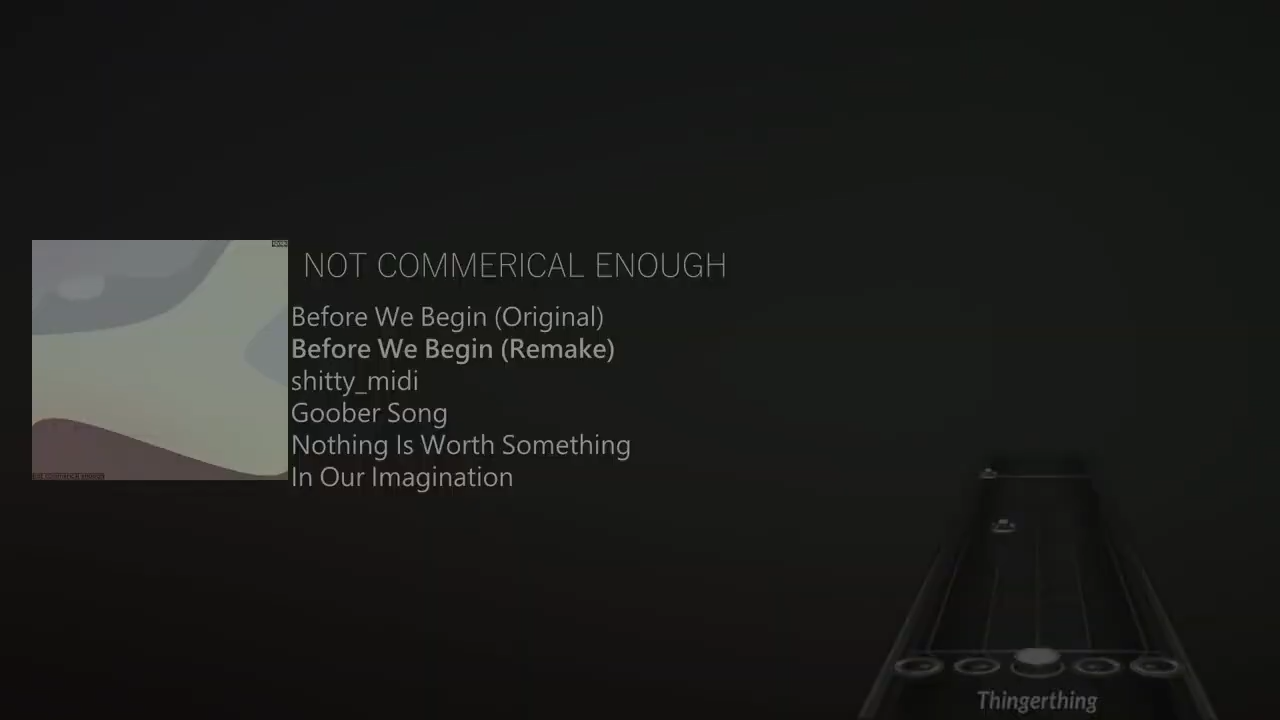 NOT COMMERICAL ENOUGH
Before We Begin (Original)
Before We Begin (Remake)
shitty_midi
Goober Song
Nothing Is Worth Something
In Our Imagination
Thingerthing